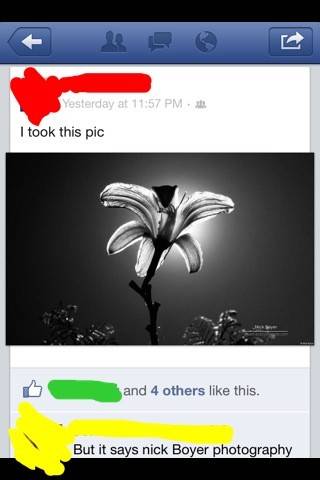 Yesterday at 11:57 PM ·
I took this pic
Nick Boyer
and 4 others like this.
But it says nick Boyer photography